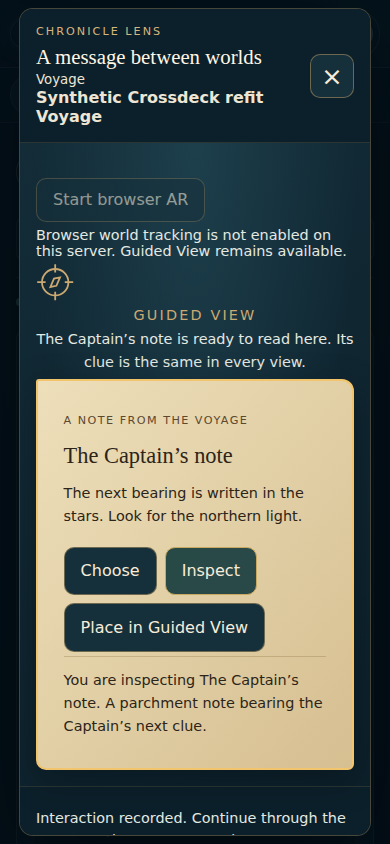 CHRONICLE LENS
A message between worlds
Voyage
Synthetic Crossdeck refit
Voyage
Start browser AR
Browser world tracking is not enabled on
this server. Guided View remains available.
GUIDED VIEW
The Captain’s note is ready to read here. Its
clue is the same in every view.
A NOTE FROM THE VOYAGE
The Captain’s note
The next bearing is written in the
stars. Look for the northern light.
Choose
Inspect
Place in Guided View
You are inspecting The Captain’s
note. A parchment note bearing the
Captain’s next clue.
Interaction recorded. Continue through the